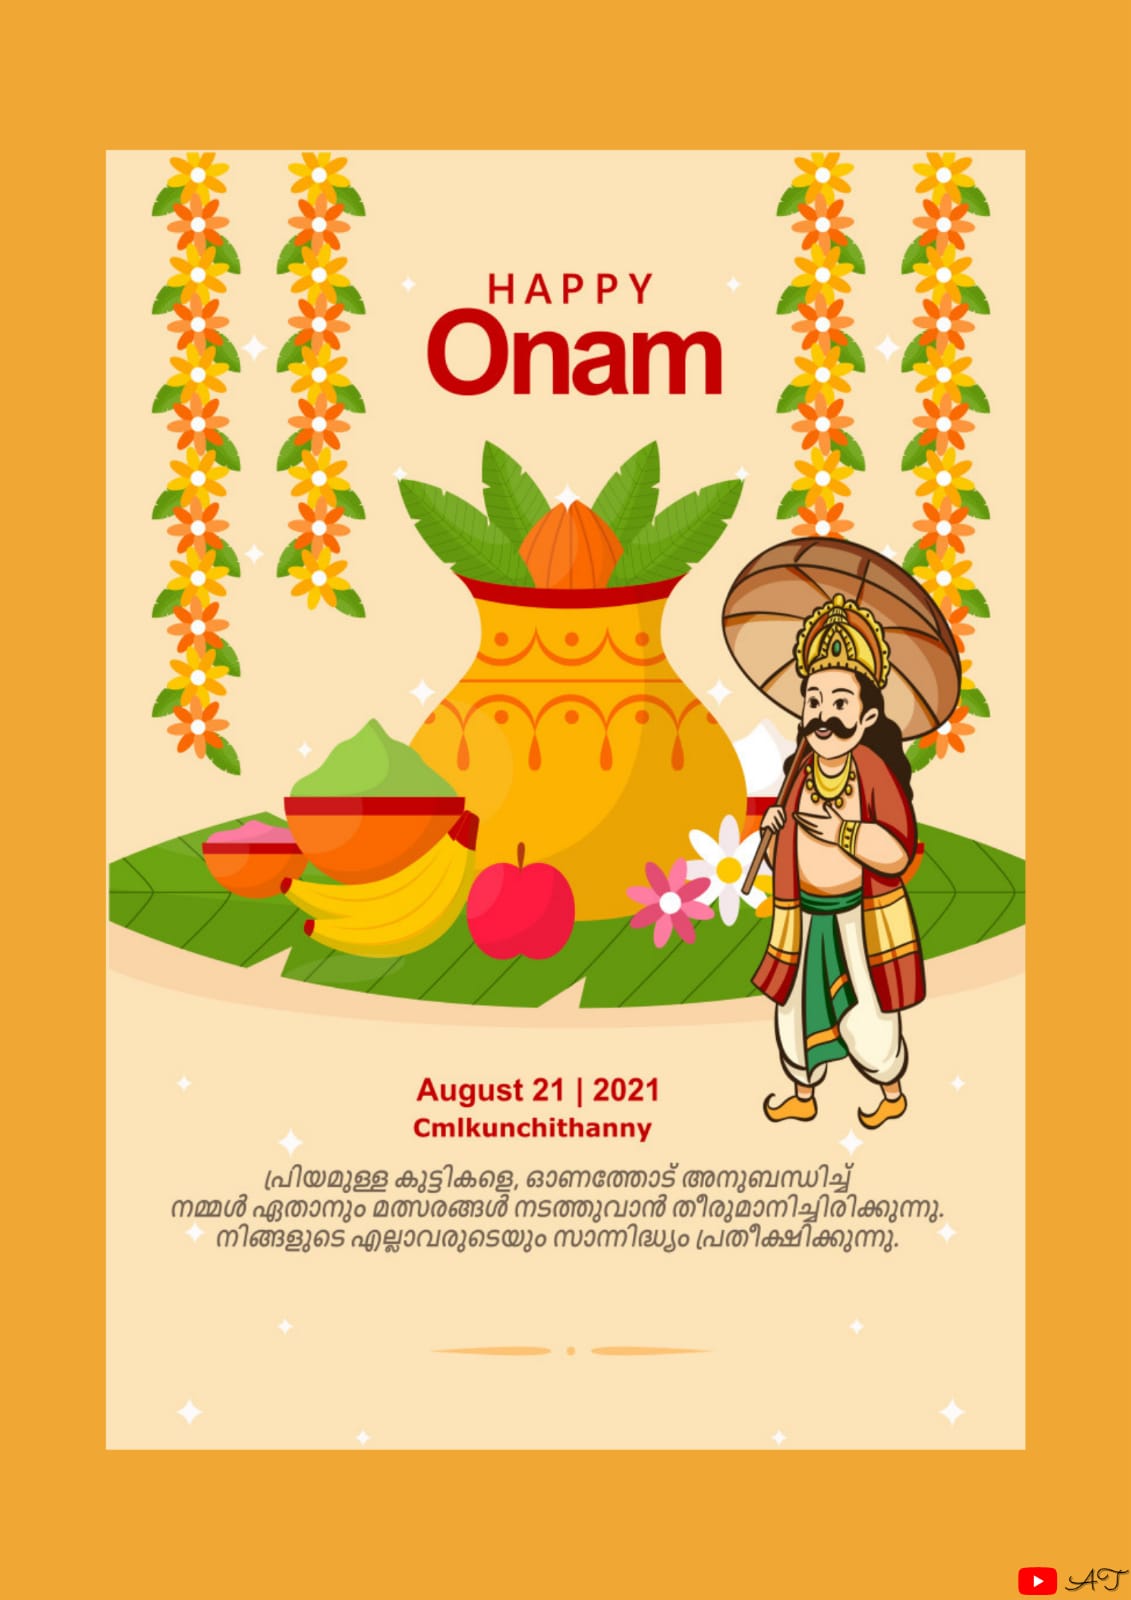 HAPPY
Onam
August 21 | 2021
Cmlkunchithanny
പ്രിയമുള്ള കുട്ടികളെ, ഓണത്തോട് അനുബന്ധിച്ച്
നമ്മൾ ഏതാനും മത്സരങ്ങൾ നടത്തുവാൻ തീരുമാനിച്ചിരിക്കുന്നു.
നിങ്ങളുടെ എല്ലാവരുടെയും സാന്നിദ്ധ്യം പ്രതീക്ഷിക്കുന്നു.
AT